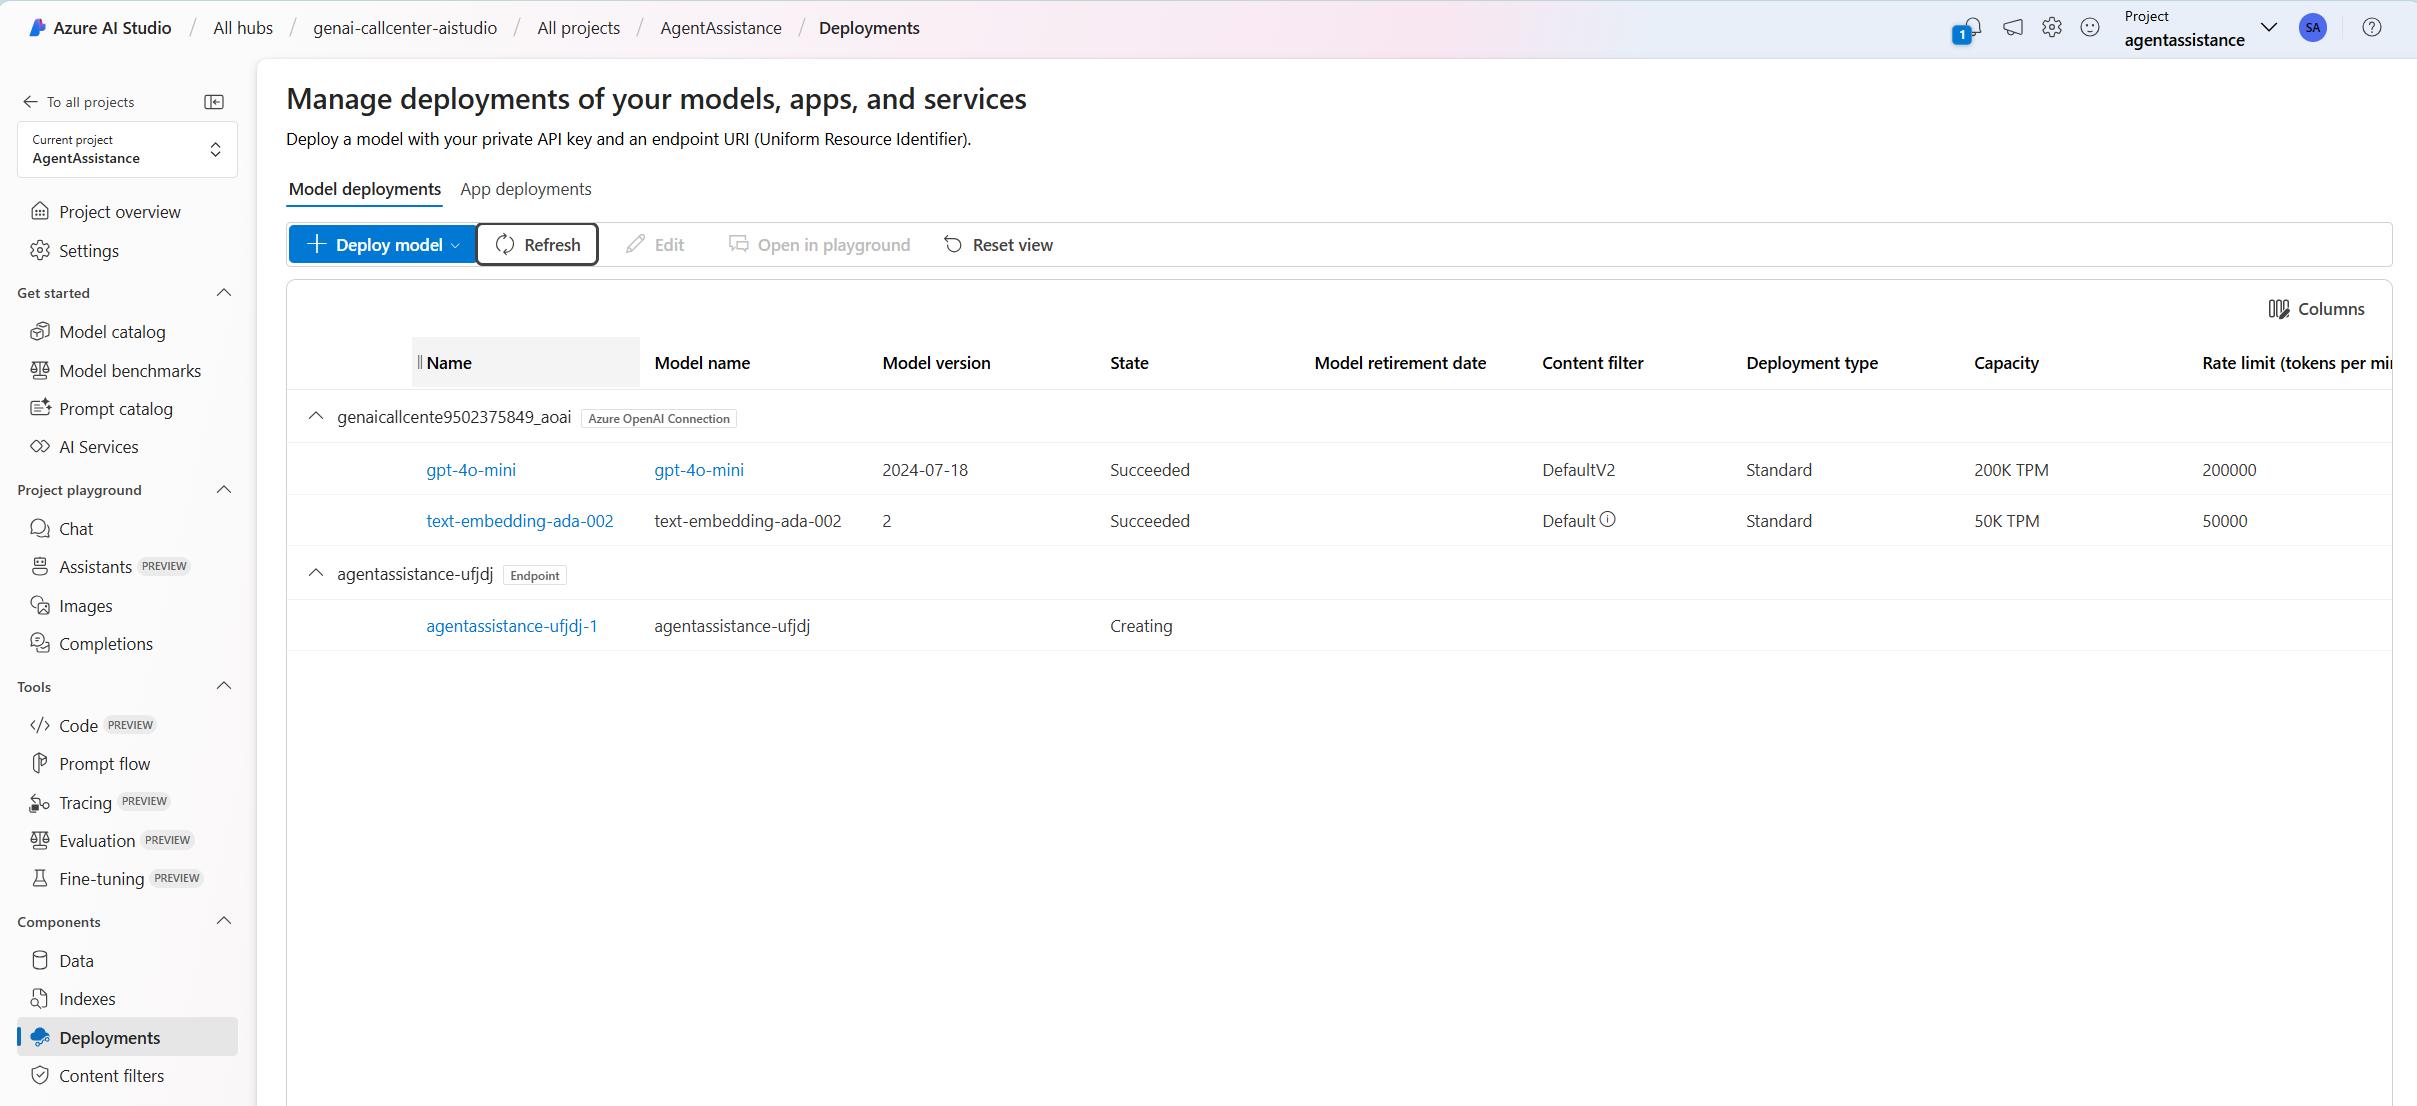 Azure AI Studio / All hubs / genai-callcenter-aistudio / All projects / AgentAssistance / Deployments
1
Project
agentassistance
SA
To all projects
Current project
AgentAssistance
Project overview
Settings
Get started
Model catalog
Model benchmarks
Prompt catalog
AI Services
Project playground
Chat
Assistants PREVIEW
Images
Completions
Tools
Code PREVIEW
Prompt flow
Tracing PREVIEW
Evaluation PREVIEW
Fine-tuning PREVIEW
Components
Data
Indexes
Deployments
Content filters
Manage deployments of your models, apps, and services
Deploy a model with your private API key and an endpoint URI (Uniform Resource Identifier).
Model deployments App deployments
Deploy model Refresh Edit Open in playground Reset view
Columns
Name Model name Model version State Model retirement date Content filter Deployment type Capacity Rate limit (tokens per mi
genaicallcente9502375849_aoai Azure OpenAI Connection
gpt-4o-mini gpt-4o-mini 2024-07-18 Succeeded DefaultV2 Standard 200K TPM 200000
text-embedding-ada-002 text-embedding-ada-002 2 Succeeded Default Standard 50K TPM 50000
agentassistance-ufjdj Endpoint
agentassistance-ufjdj-1 agentassistance-ufjdj Creating